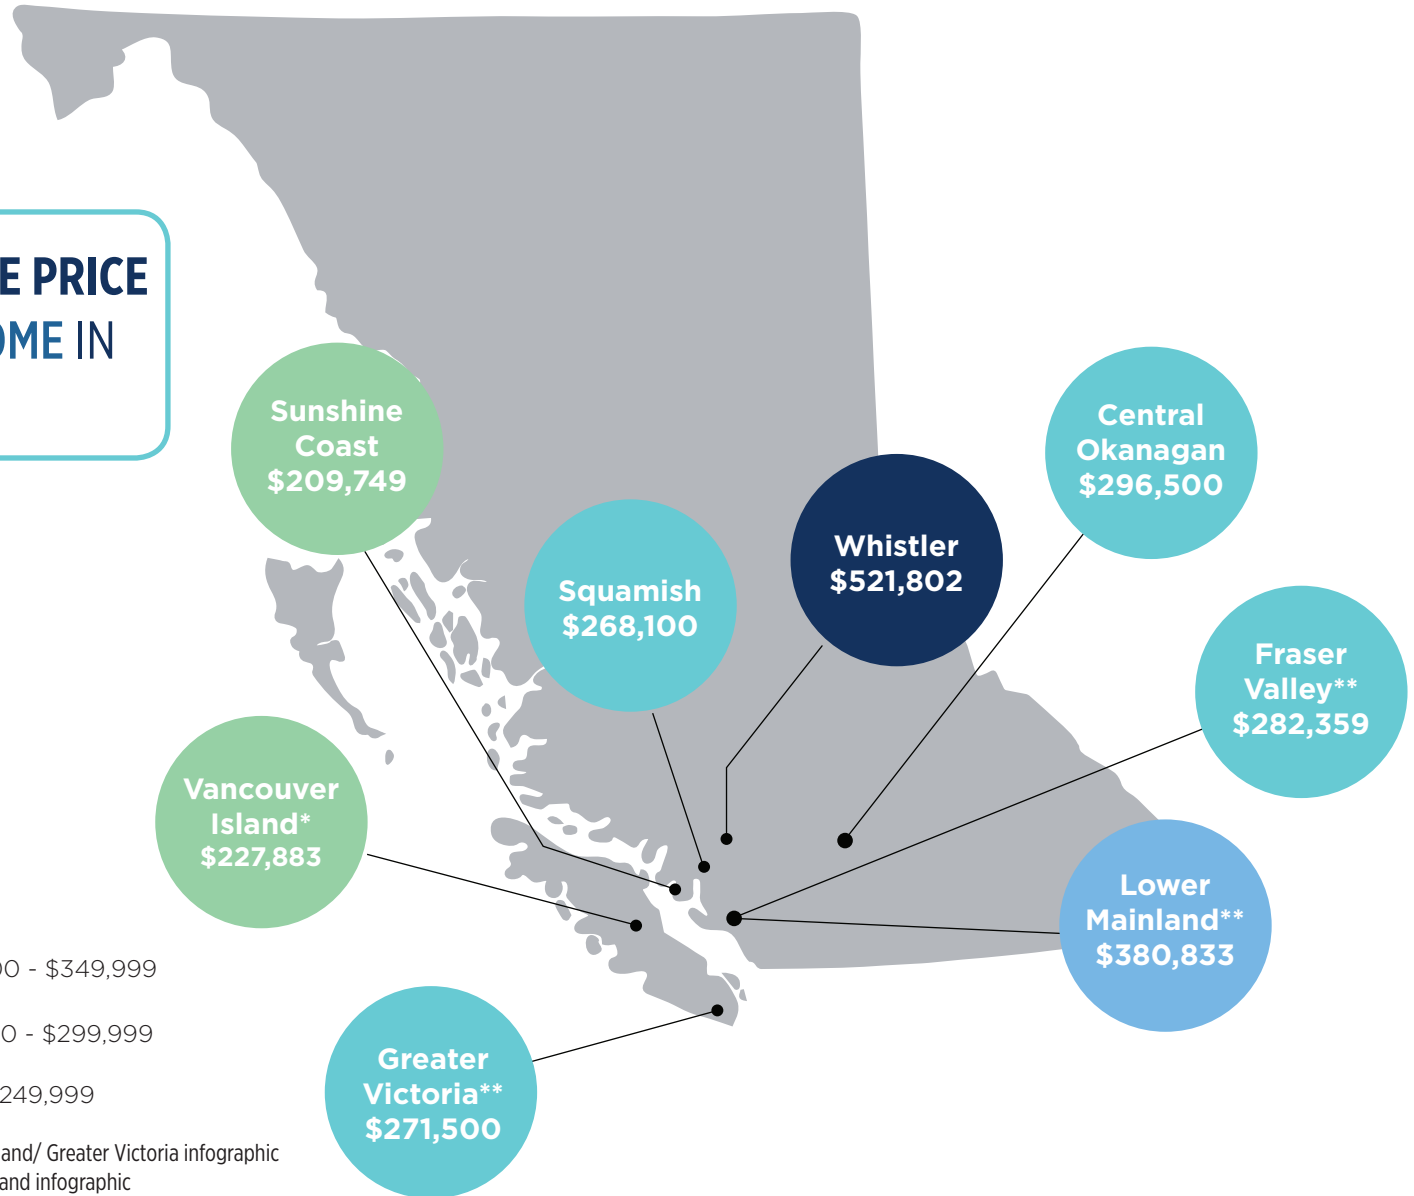 E PRICE
OME IN
Sunshine
Coast
$209,749
Central
Okanagan
$296,500
Whistler
$521,802
Squamish
$268,100
Fraser
Valley**
$282,359
Vancouver
Island*
$227,883
Lower
Mainland**
$380,833
00 - $349,999
0 - $299,999
249,999
Greater
Victoria**
$271,500
and/ Greater Victoria infographic
and infographic